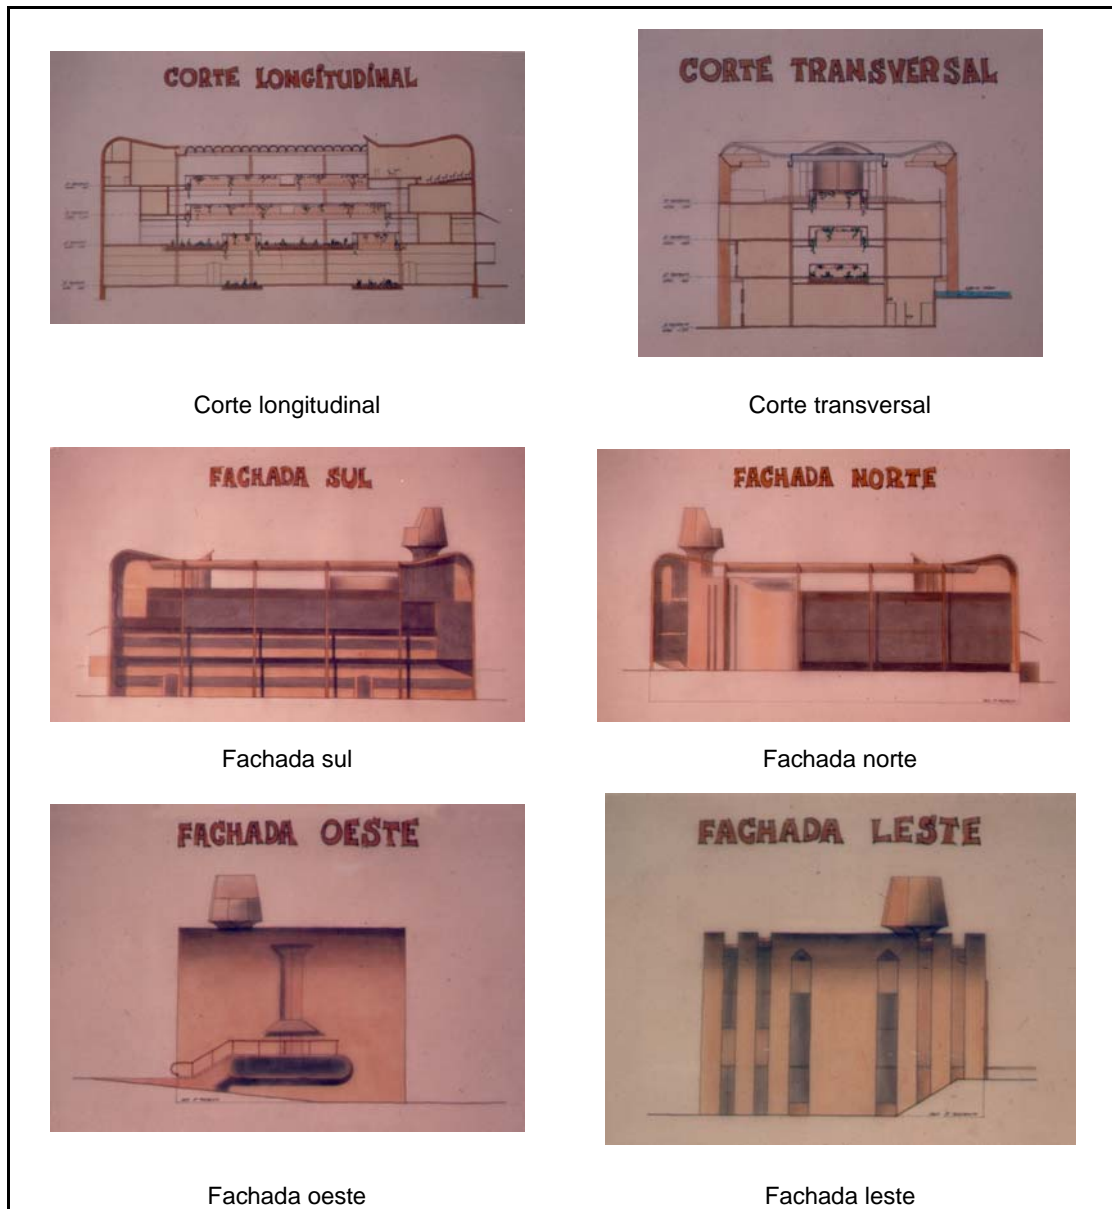 CORTE LONGITUDINAL
CORTE TRANSVERSAL
Corte longitudinal
Corte transversal
FACHADA SUL
FACHADA NORTE
Fachada sul
Fachada norte
FACHADA OESTE
FACHADA LESTE
Fachada oeste
Fachada leste